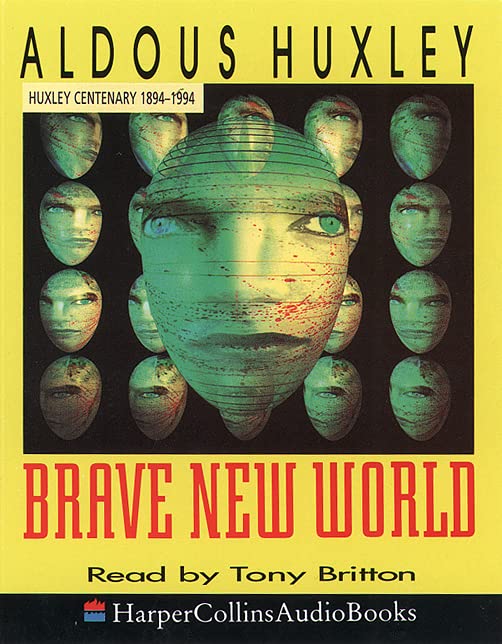 ALDOUS HUXLEY
HUXLEY CENTENARY 1894–1994
BRAVE NEW WORLD
Read by Tony Britton
HarperCollinsAudioBooks